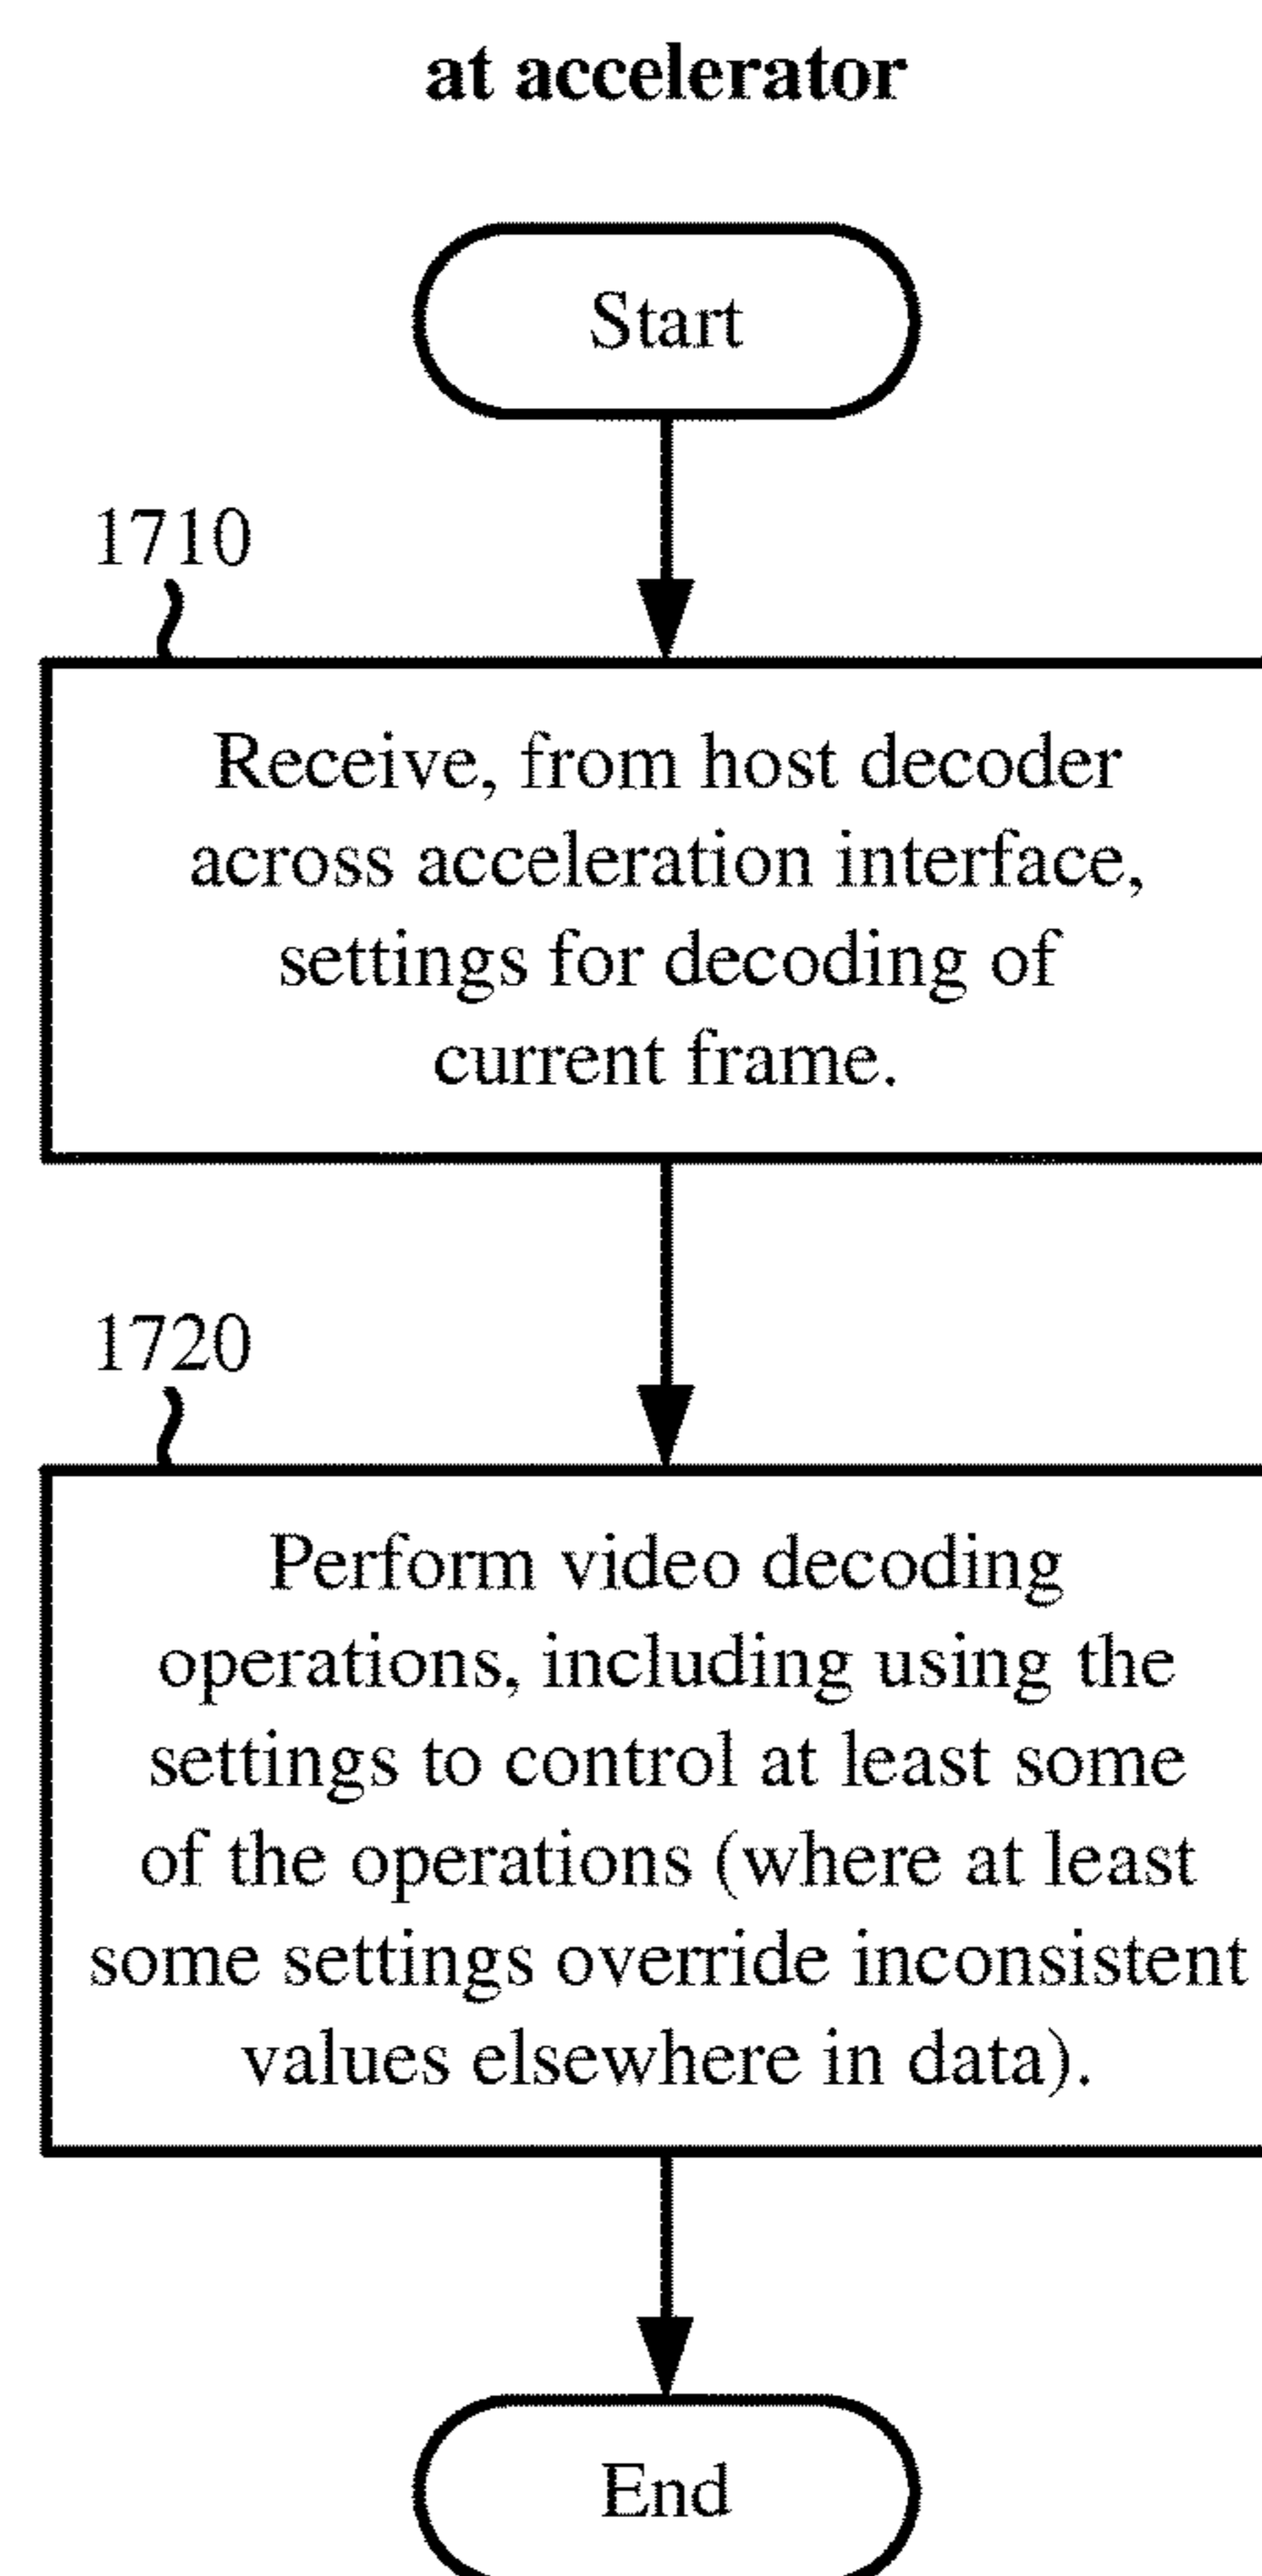 at accelerator
Start
1710
Receive, from host decoder
across acceleration interface,
settings for decoding of
current frame.
1720
Perform video decoding
operations, including using the
settings to control at least some
of the operations (where at least
some settings override inconsistent
values elsewhere in data).
End